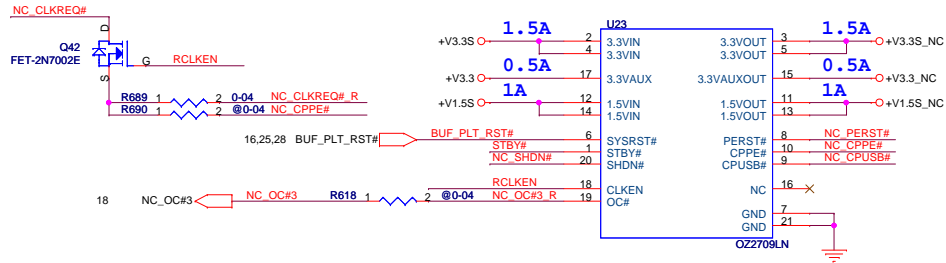 NC_CLKREQ#
D
Q42
FET-2N7002E
G
RCLKEN
S
R689 1 2 0-04 NC_CLKREQ#_R
R690 1 2 @0-04 NC_CPPE#
U23
1.5A
1.5A
+V3.3S 2 3.3VIN 3.3VOUT 3 +V3.3S_NC
4 3.3VIN 3.3VOUT 5
0.5A
0.5A
+V3.3 17 3.3VAUX 3.3VAUXOUT 15 +V3.3_NC
1A
1A
+V1.5S 12 1.5VIN 1.5VOUT 11 +V1.5S_NC
14 1.5VIN 1.5VOUT 13
16,25,28 BUF_PLT_RST# BUF_PLT_RST# 6 SYSRST# PERST# 8 NC_PERST#
STBY# 1 STBY# CPPE# 10 NC_CPPE#
NC_SHDN# 20 SHDN# CPUSB# 9 NC_CPUSB#
RCLKEN 18 CLKEN NC 16
18 NC_OC#3 R618 1 2 @0-04 NC_OC#3_R 19 OC#
GND 7
GND 21
OZ2709LN